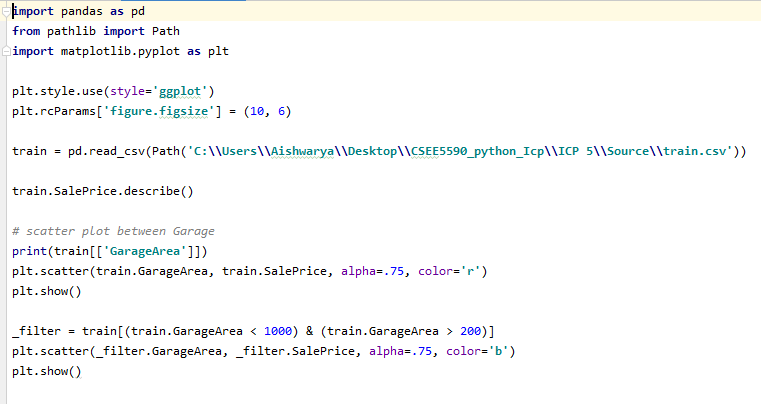 import pandas as pd
from pathlib import Path
import matplotlib.pyplot as plt
plt.style.use(style='ggplot')
plt.rcParams['figure.figsize'] = (10, 6)
train = pd.read_csv(Path('C:\\Users\\Aishwarya\\Desktop\\CSEE5590_python_Icp\\ICP 5\\Source\\train.csv'))
train.SalePrice.describe()
# scatter plot between Garage
print(train[['GarageArea']])
plt.scatter(train.GarageArea, train.SalePrice, alpha=.75, color='r')
plt.show()
_filter = train[(train.GarageArea < 1000) & (train.GarageArea > 200)]
plt.scatter(_filter.GarageArea, _filter.SalePrice, alpha=.75, color='b')
plt.show()